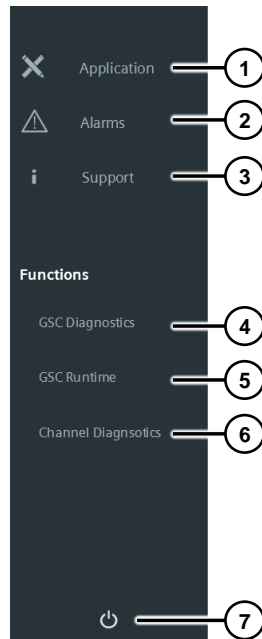 Application 1
Alarms 2
i Support 3
Functions
GSC Diagnostics 4
GSC Runtime 5
Channel Diagnsotics 6
7